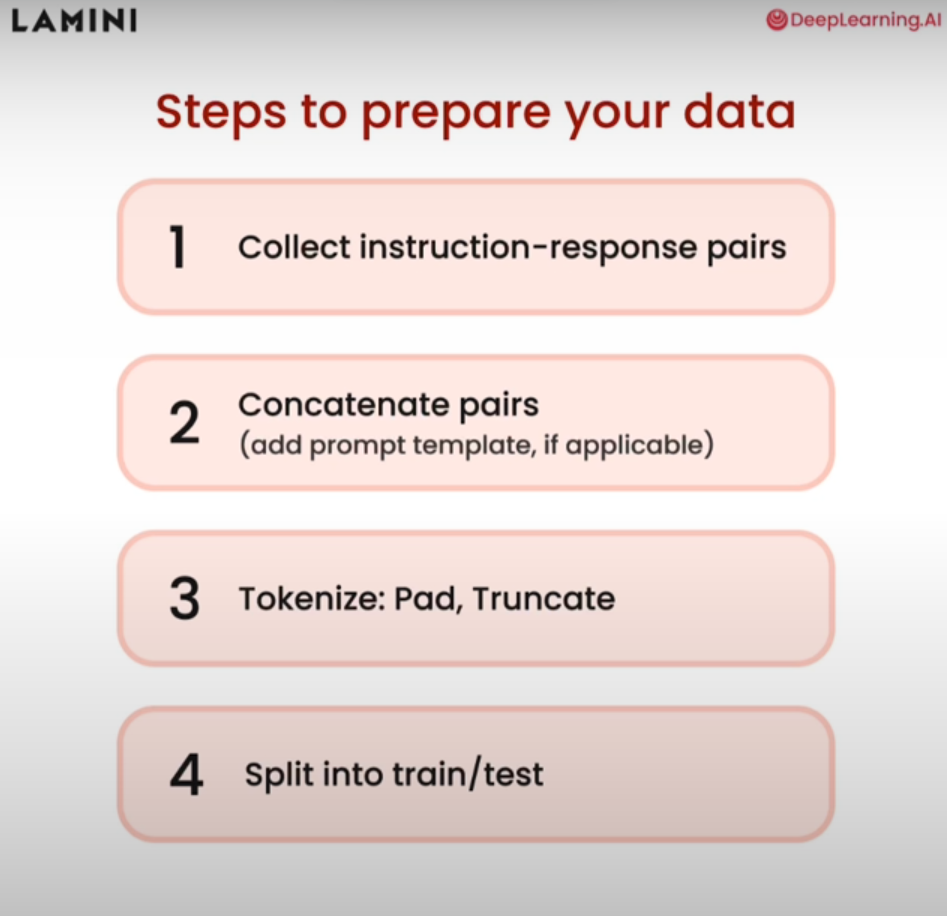 LAMINI
DeepLearning.AI
Steps to prepare your data
1 Collect instruction-response pairs
2 Concatenate pairs
(add prompt template, if applicable)
3 Tokenize: Pad, Truncate
4 Split into train/test